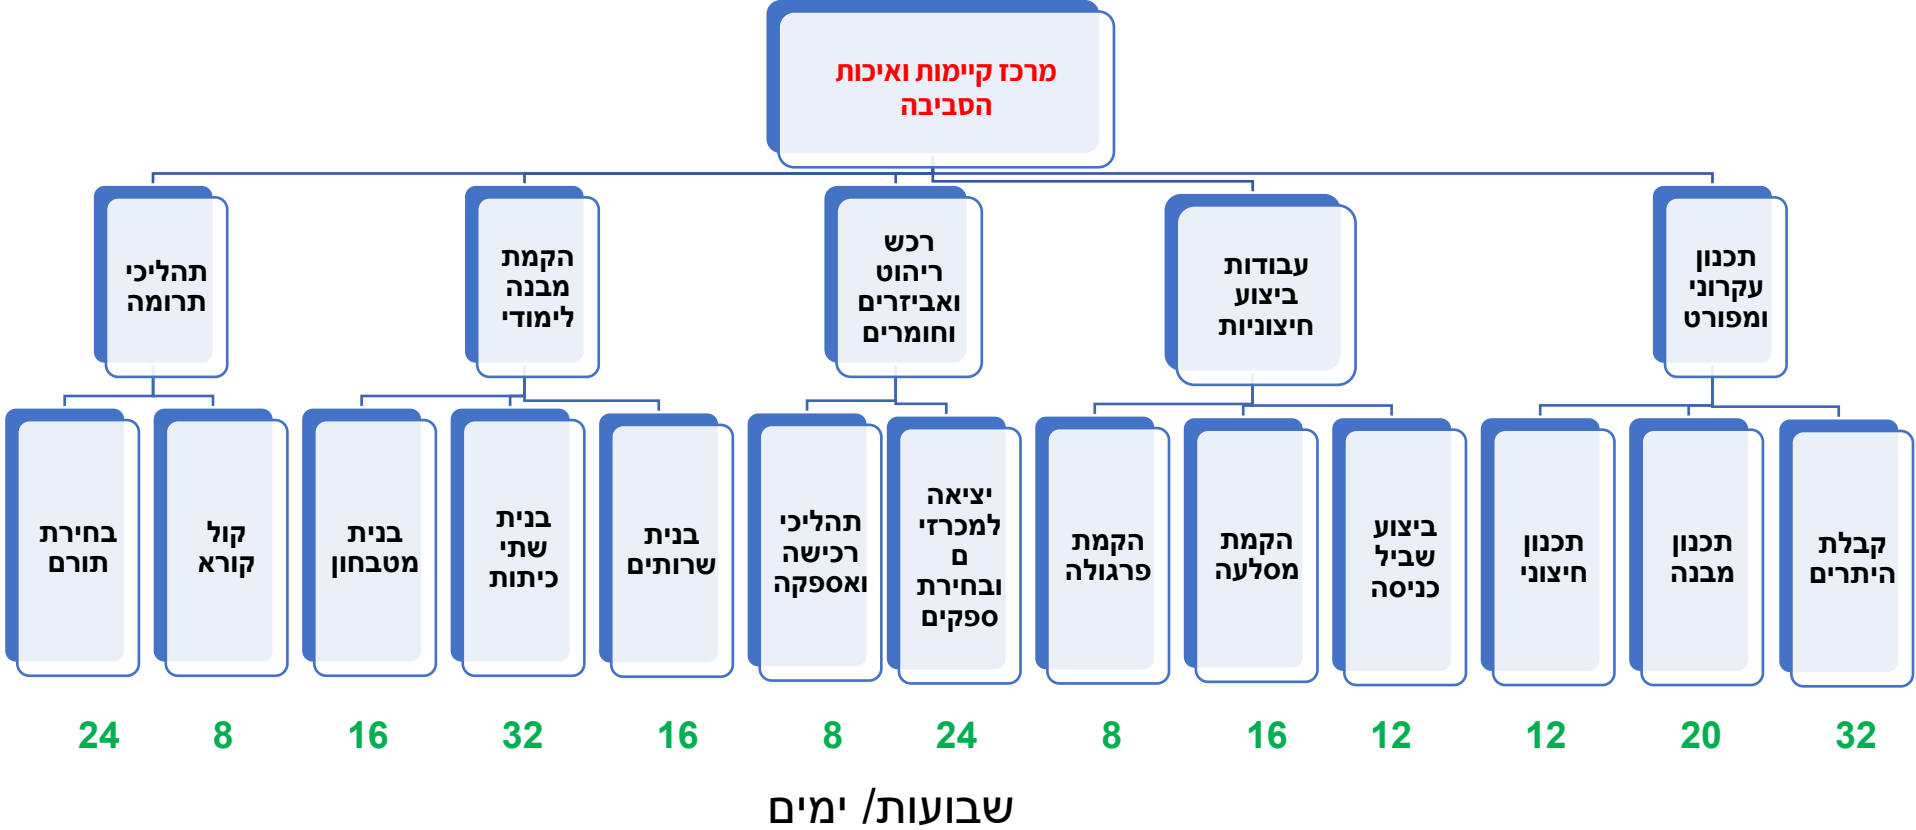 מרכז קיימות ואיכות
הסביבה
תכנון
עקרוני
ומפורט
עבודות
ביצוע
חיצוניות
רכש
ריהוט
ואביזרים
וחומרים
הקמת
מבנה
לימודי
תהליכי
תרומה
קבלת
היתרים
תכנון
מבנה
תכנון
חיצוני
ביצוע
שביל
כניסה
הקמת
מסלעה
הקמת
פרגולה
יציאה
למכרזי
ם
ובחירת
ספקים
תהליכי
רכישה
ואספקה
בנית
שרותים
בנית
שתי
כיתות
בנית
מטבחון
קול
קורא
בחירת
תורם
32
20
12
12
16
8
24
8
16
32
16
8
24
שבועות/ ימים